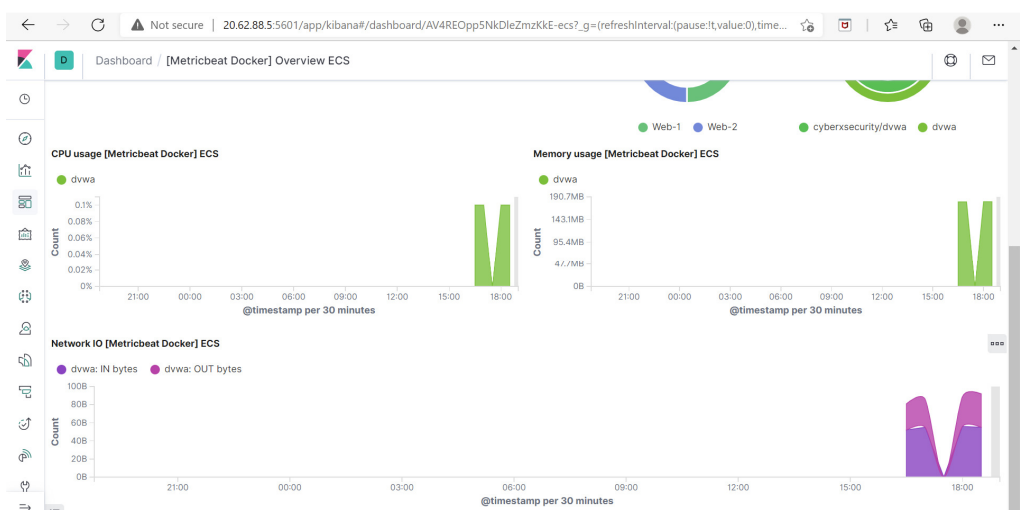 Not secure | 20.62.88.5:5601/app/kibana#/dashboard/AV4REOpp5NkDleZmzKkE-ecs?_g=(refreshInterval:(pause:!t,value:0),time...
D Dashboard / [Metricbeat Docker] Overview ECS
Web-1 Web-2 cyberxsecurity/dvwa dvwa
CPU usage [Metricbeat Docker] ECS
dvwa
0.1%
0.08%
0.06%
0.04%
0.02%
0%
Count
21:00 00:00 03:00 06:00 09:00 12:00 15:00 18:00
@timestamp per 30 minutes
Memory usage [Metricbeat Docker] ECS
dvwa
190.7MB
143.1MB
95.4MB
47.7MB
0B
Count
21:00 00:00 03:00 06:00 09:00 12:00 15:00 18:00
@timestamp per 30 minutes
Network IO [Metricbeat Docker] ECS
dvwa: IN bytes dvwa: OUT bytes
100B
80B
60B
40B
20B
0B
Count
21:00 00:00 03:00 06:00 09:00 12:00 15:00 18:00
@timestamp per 30 minutes